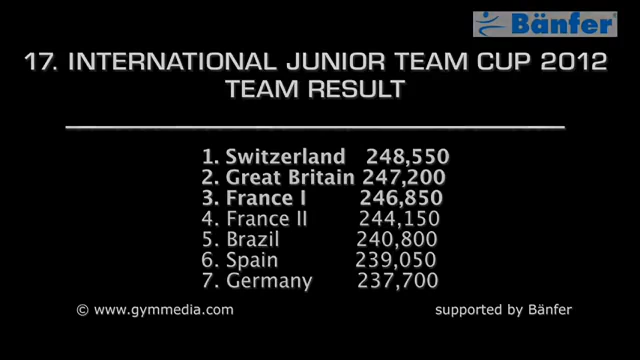 Bänfer
17. INTERNATIONAL JUNIOR TEAM CUP 2012
TEAM RESULT
1. Switzerland 248,550
2. Great Britain 247,200
3. France I 246,850
4. France II 244,150
5. Brazil 240,800
6. Spain 239,050
7. Germany 237,700
© www.gymmedia.com supported by Bänfer